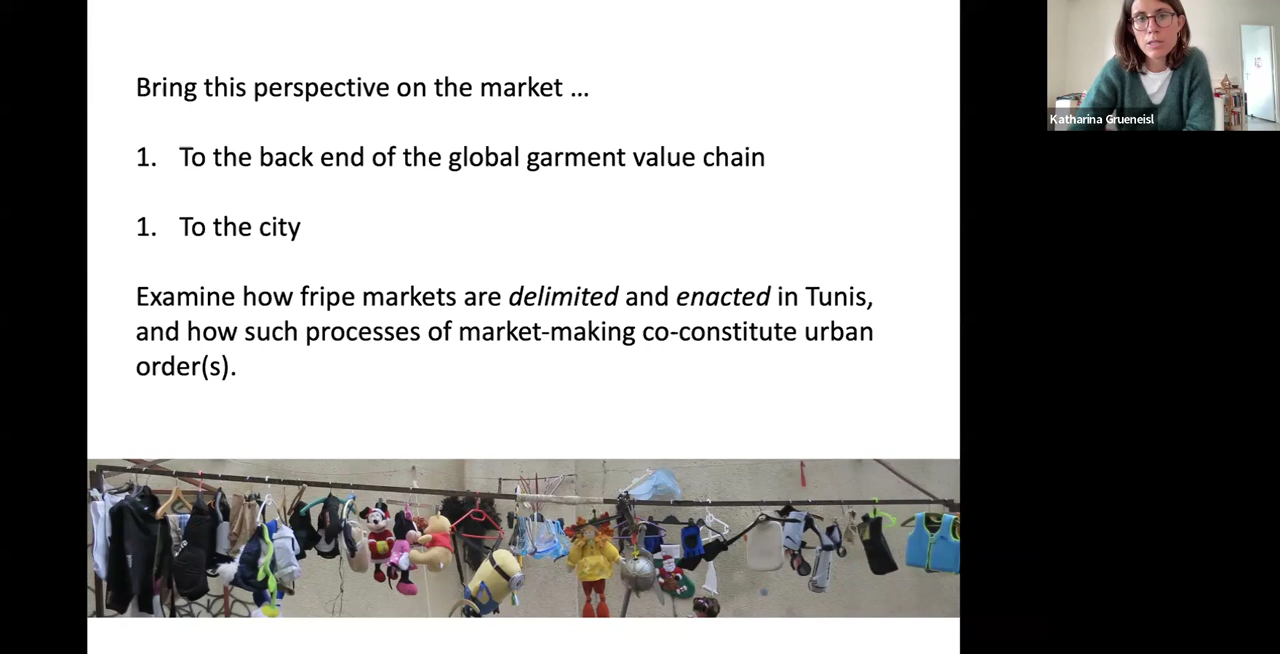 Bring this perspective on the market ...
1. To the back end of the global garment value chain
1. To the city
Examine how fripe markets are delimited and enacted in Tunis,
and how such processes of market-making co-constitute urban
order(s).
Katharina Grueneisl